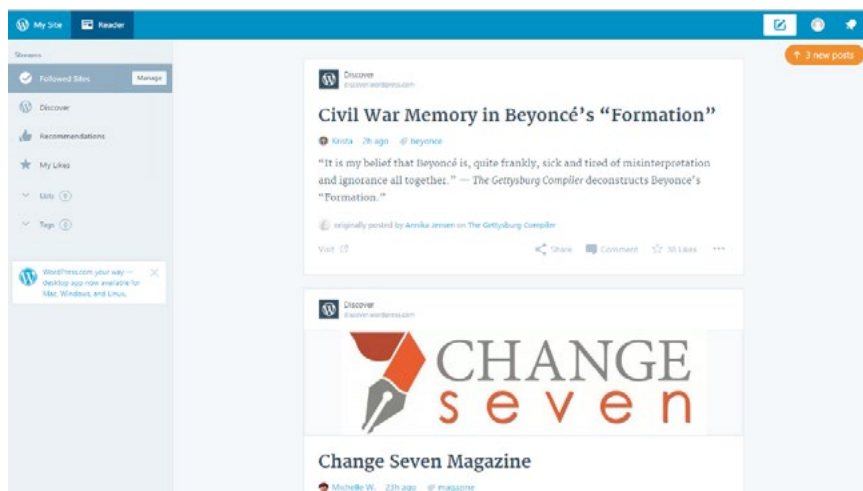 My Site Reader
3 new posts
Streams
Followed Sites Manage
Discover
Recommendations
My Likes
Lists
Tags
WordPress.com your way —
desktop app now available for
Mac, Windows, and Linux.
Discover
discover.wordpress.com
Civil War Memory in Beyoncé’s “Formation”
Krista 7h ago beyonce
“It is my belief that Beyoncé is, quite frankly, sick and tired of misinterpretation
and ignorance all together.” — The Gettysburg Compiler deconstructs Beyonce’s
“Formation.”
originally posted by Annika Jensen on The Gettysburg Compiler
Visit Share Comment 30 Likes
Discover
discover.wordpress.com
CHANGE
seven
Change Seven Magazine
Michelle W. 23h ago magazine